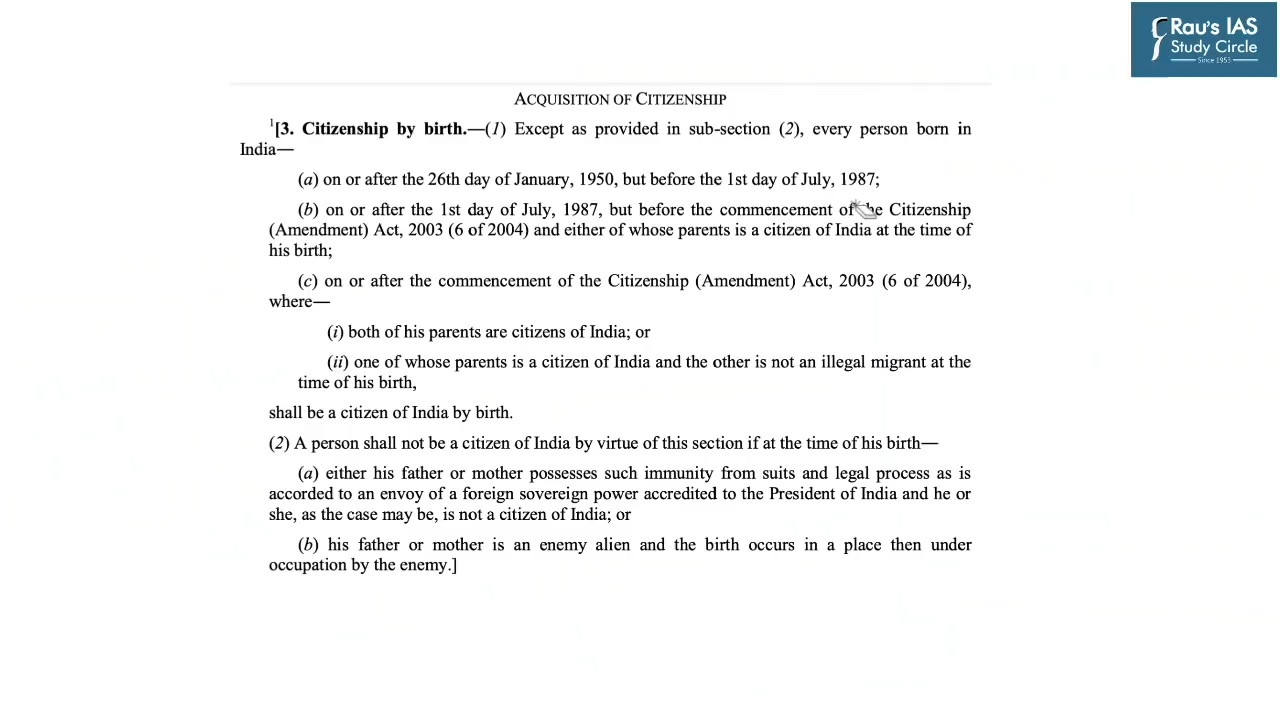 Rau's IAS
Study Circle
Since 1953
ACQUISITION OF CITIZENSHIP
1[3. Citizenship by birth.—(1) Except as provided in sub-section (2), every person born in
India—
(a) on or after the 26th day of January, 1950, but before the 1st day of July, 1987;
(b) on or after the 1st day of July, 1987, but before the commencement of the Citizenship
(Amendment) Act, 2003 (6 of 2004) and either of whose parents is a citizen of India at the time of
his birth;
(c) on or after the commencement of the Citizenship (Amendment) Act, 2003 (6 of 2004),
where—
(i) both of his parents are citizens of India; or
(ii) one of whose parents is a citizen of India and the other is not an illegal migrant at the
time of his birth,
shall be a citizen of India by birth.
(2) A person shall not be a citizen of India by virtue of this section if at the time of his birth—
(a) either his father or mother possesses such immunity from suits and legal process as is
accorded to an envoy of a foreign sovereign power accredited to the President of India and he or
she, as the case may be, is not a citizen of India; or
(b) his father or mother is an enemy alien and the birth occurs in a place then under
occupation by the enemy.]